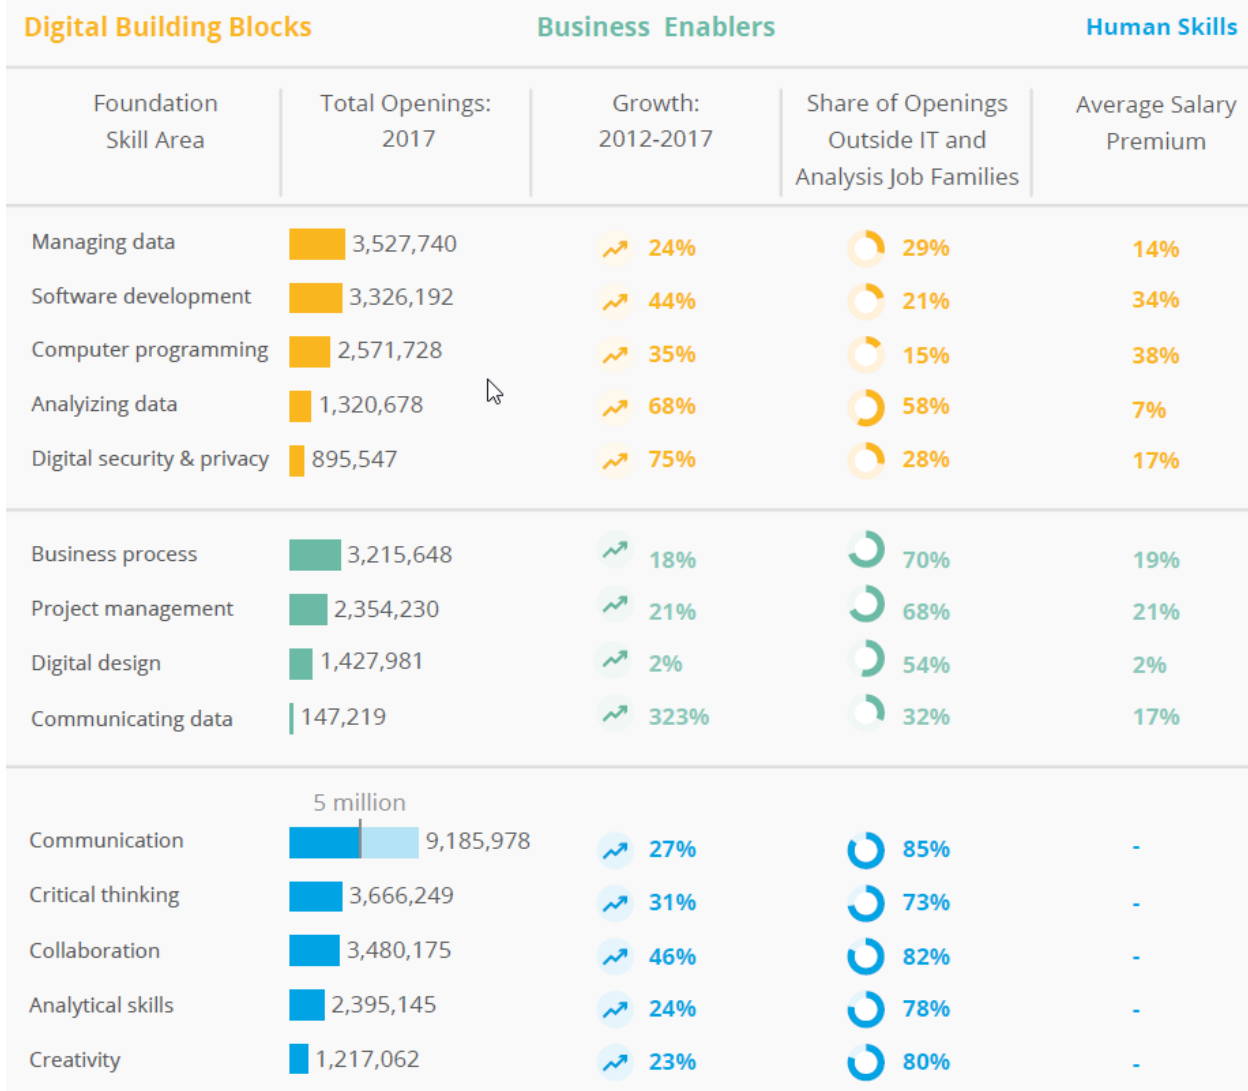 Digital Building Blocks Business Enablers Human Skills
Foundation Skill Area
Total Openings: 2017
Growth: 2012-2017
Share of Openings Outside IT and Analysis Job Families
Average Salary Premium
Managing data 3,527,740 24% 29% 14%
Software development 3,326,192 44% 21% 34%
Computer programming 2,571,728 35% 15% 38%
Analyizing data 1,320,678 68% 58% 7%
Digital security & privacy 895,547 75% 28% 17%
Business process 3,215,648 18% 70% 19%
Project management 2,354,230 21% 68% 21%
Digital design 1,427,981 2% 54% 2%
Communicating data 147,219 323% 32% 17%
5 million
Communication 9,185,978 27% 85% -
Critical thinking 3,666,249 31% 73% -
Collaboration 3,480,175 46% 82% -
Analytical skills 2,395,145 24% 78% -
Creativity 1,217,062 23% 80% -